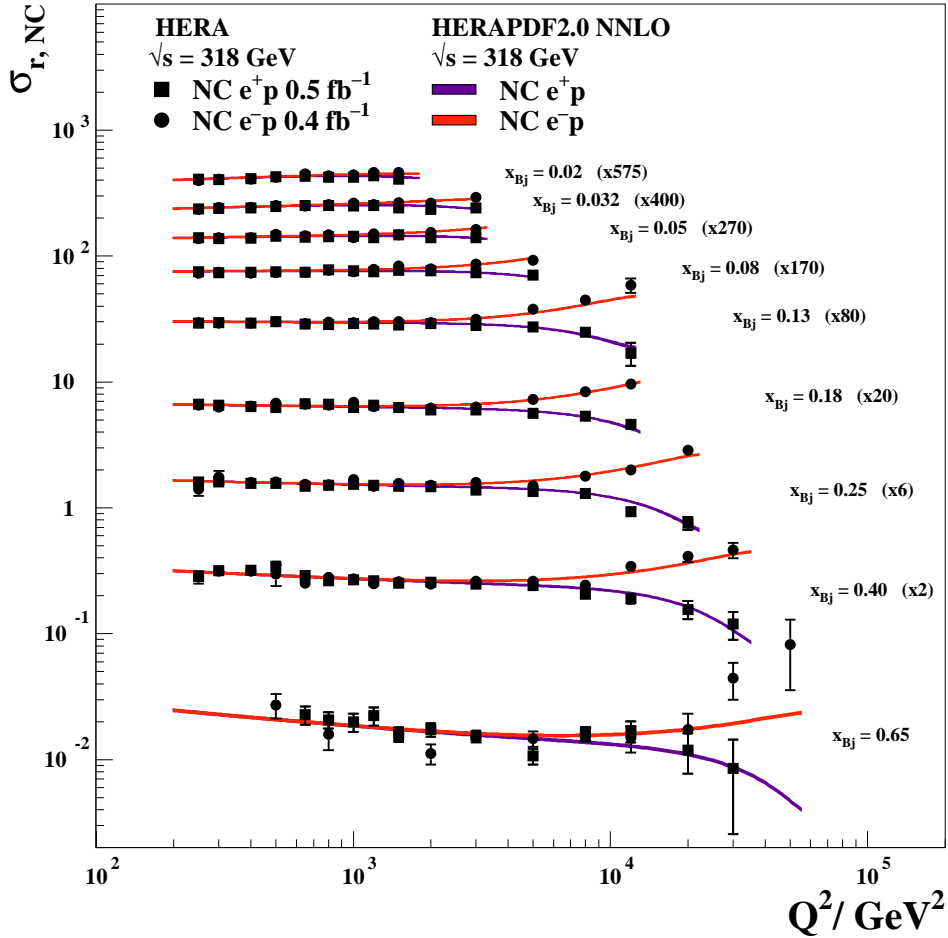 HERA
√s = 318 GeV
NC e⁺p 0.5 fb⁻¹
NC e⁻p 0.4 fb⁻¹
HERAPDF2.0 NNLO
√s = 318 GeV
NC e⁺p
NC e⁻p
σr, NC
10³
10²
10
1
10⁻¹
10⁻²
xBj = 0.02 (x575)
xBj = 0.032 (x400)
xBj = 0.05 (x270)
xBj = 0.08 (x170)
xBj = 0.13 (x80)
xBj = 0.18 (x20)
xBj = 0.25 (x6)
xBj = 0.40 (x2)
xBj = 0.65
10² 10³ 10⁴ 10⁵
Q²/ GeV²